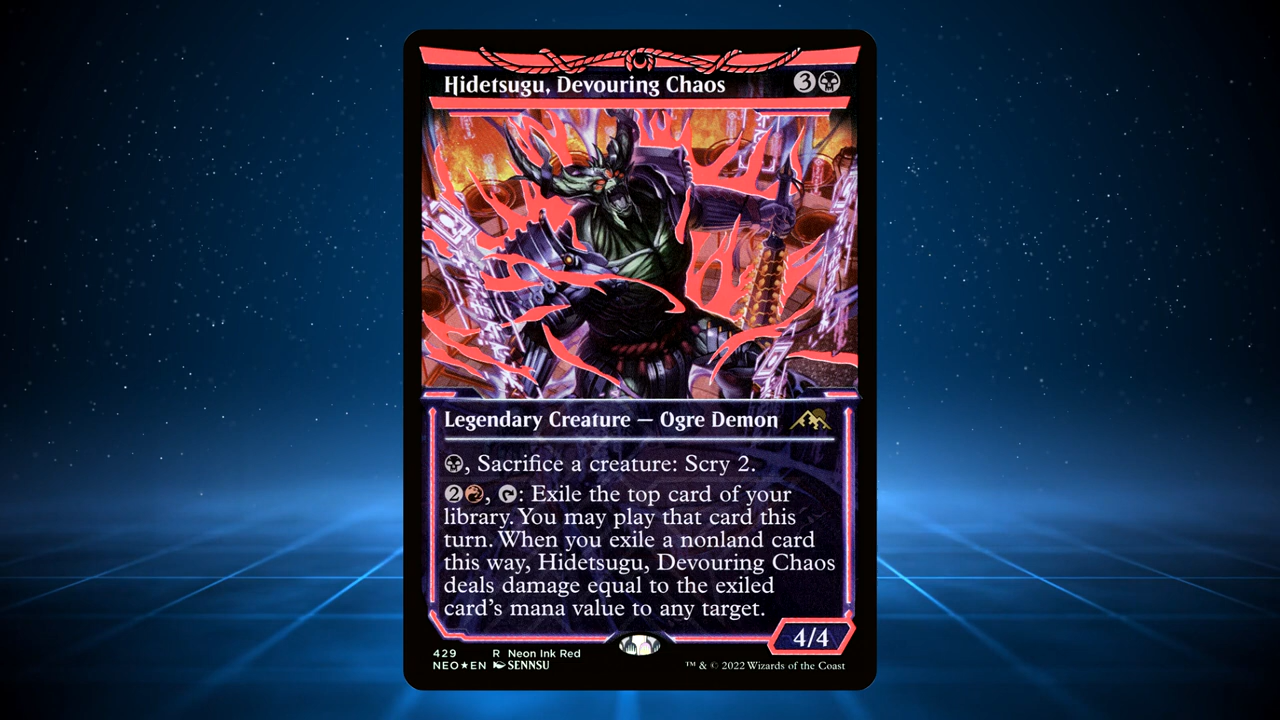 Hidetsugu, Devouring Chaos 3
Legendary Creature — Ogre Demon
, Sacrifice a creature: Scry 2.
2, : Exile the top card of your
library. You may play that card this
turn. When you exile a nonland card
this way, Hidetsugu, Devouring Chaos
deals damage equal to the exiled
card's mana value to any target.
4/4
429 R Neon Ink Red
NEO★EN SENNSU
™ & © 2022 Wizards of the Coast